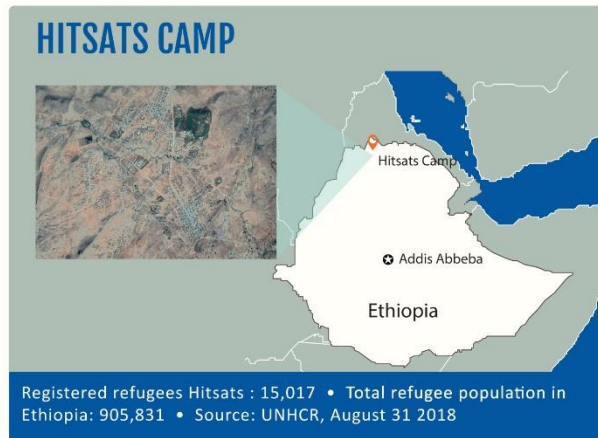 HITSATS CAMP
Hitsats Camp
Addis Abbeba
Ethiopia
Registered refugees Hitsats : 15,017 • Total refugee population in
Ethiopia: 905,831 • Source: UNHCR, August 31 2018